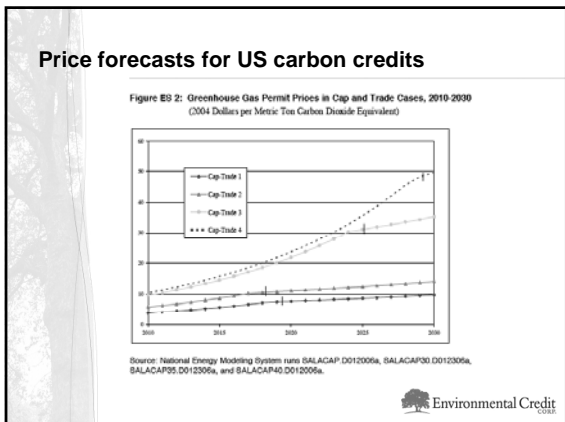 Price forecasts for US carbon credits
Figure ES 2: Greenhouse Gas Permit Prices in Cap and Trade Cases, 2010-2030
(2004 Dollars per Metric Ton Carbon Dioxide Equivalent)
60
50
40
30
20
10
0
Cap-Trade 1
Cap-Trade 2
Cap-Trade 3
Cap-Trade 4
2010 2015 2020 2025 2030
Source: National Energy Modeling System runs SALACAP.D012006a, SALACAP30.D012306a,
SALACAP35.D012306a, and SALACAP40.D012006a.
Environmental Credit
CORP.